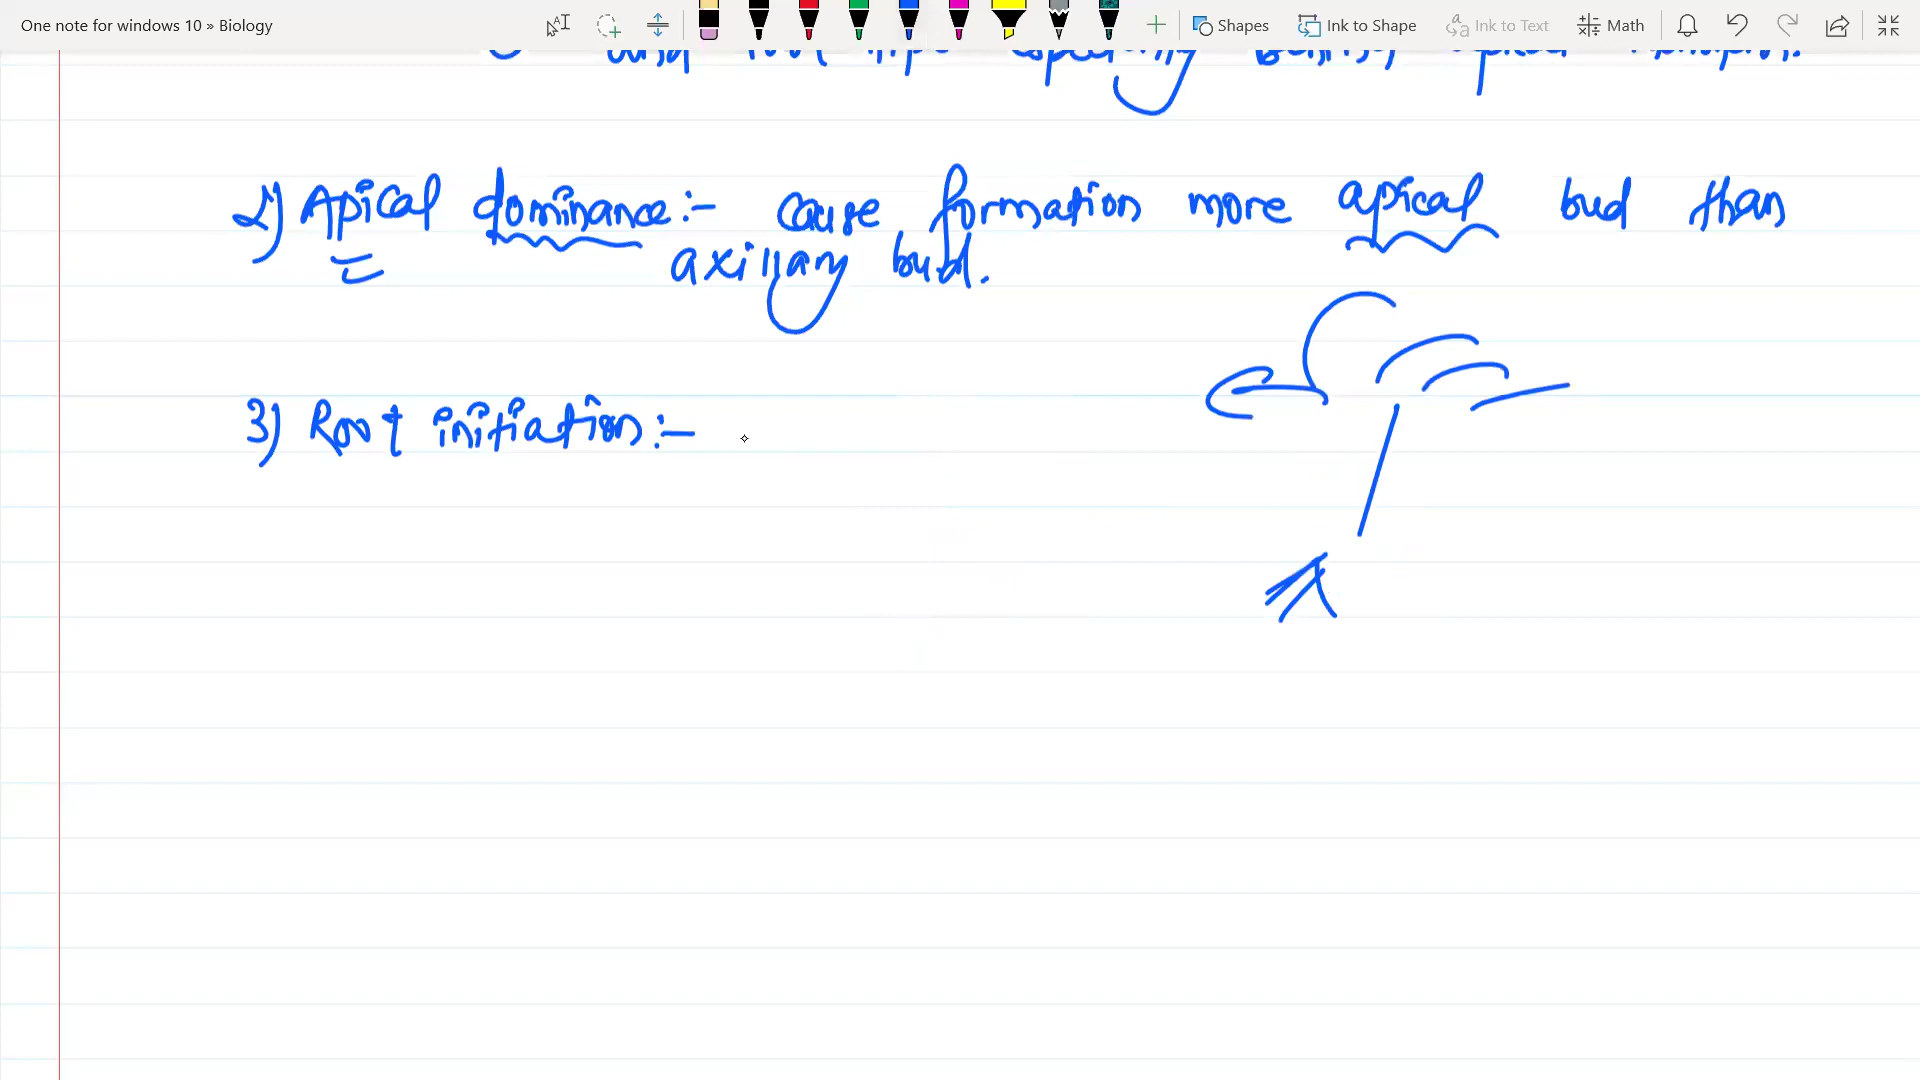 One note for windows 10 » Biology
Shapes Ink to Shape Ink to Text Math
2) Apical dominance:- cause formation more apical bud than
axillary bud.
3) Root initiation:-